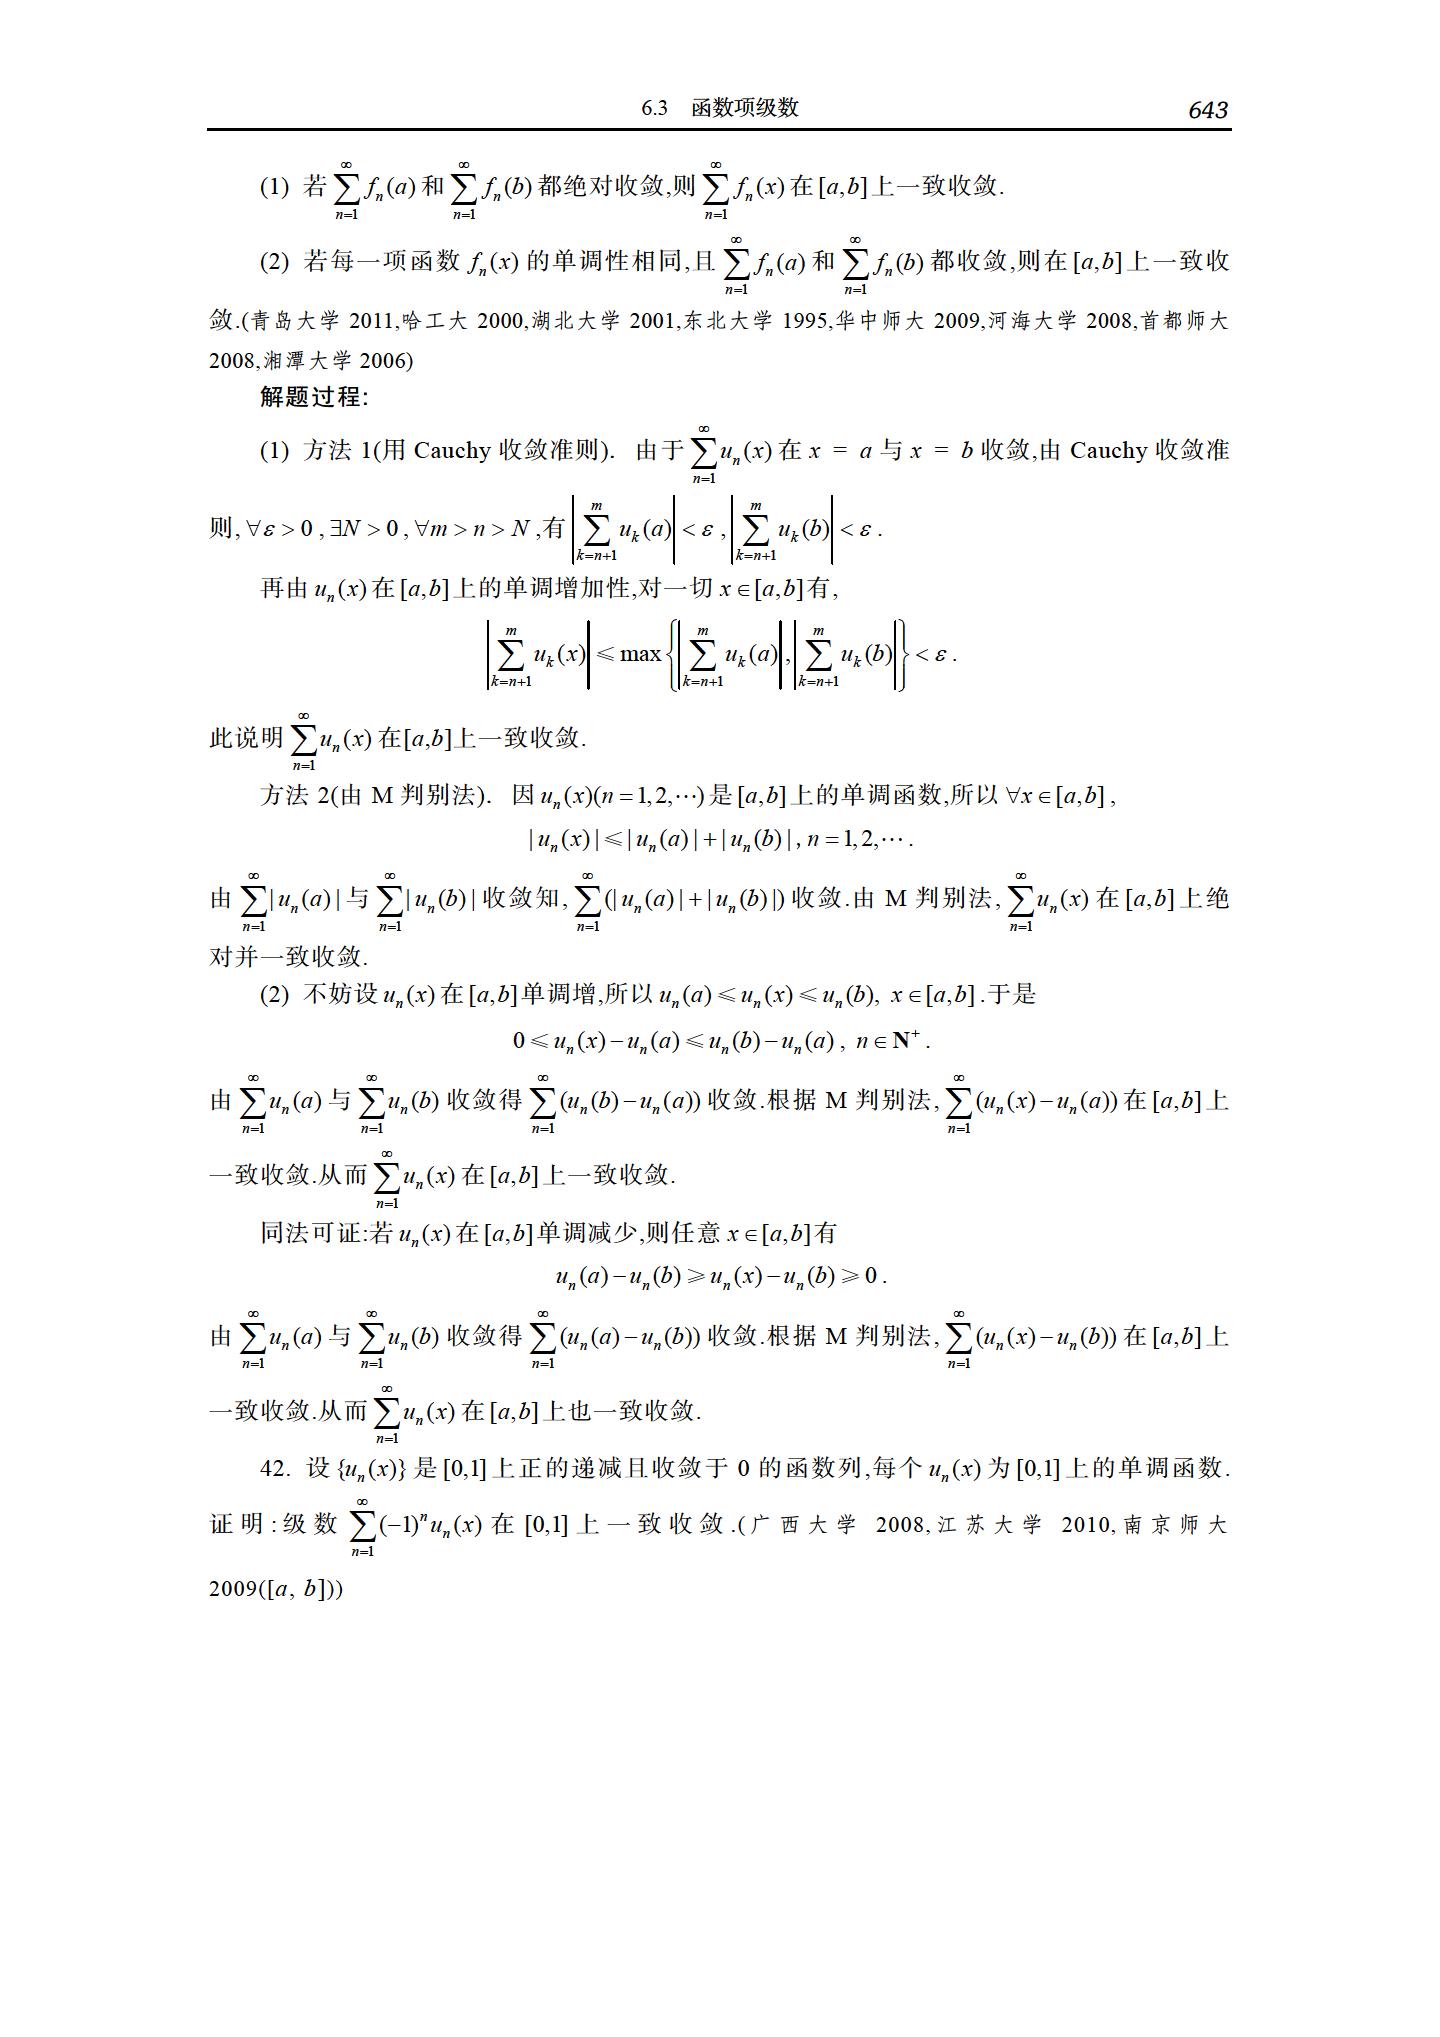 6.3 函数项级数 643
(1) 若 $\sum_{n=1}^{\infty} f_n(a)$ 和 $\sum_{n=1}^{\infty} f_n(b)$ 都绝对收敛,则 $\sum_{n=1}^{\infty} f_n(x)$ 在 $[a,b]$ 上一致收敛.
(2) 若每一项函数 $f_n(x)$ 的单调性相同,且 $\sum_{n=1}^{\infty} f_n(a)$ 和 $\sum_{n=1}^{\infty} f_n(b)$ 都收敛,则在 $[a,b]$ 上一致收
敛.(青岛大学 2011,哈工大 2000,湖北大学 2001,东北大学 1995,华中师大 2009,河海大学 2008,首都师大
2008,湘潭大学 2006)
解题过程:
(1) 方法 1(用 Cauchy 收敛准则). 由于 $\sum_{n=1}^{\infty} u_n(x)$ 在 $x = a$ 与 $x = b$ 收敛,由 Cauchy 收敛准
则, $\forall \varepsilon > 0$ , $\exists N > 0$ , $\forall m > n > N$ ,有 $\left|\sum_{k=n+1}^{m} u_k(a)\right| < \varepsilon$ , $\left|\sum_{k=n+1}^{m} u_k(b)\right| < \varepsilon$ .
再由 $u_n(x)$ 在 $[a,b]$ 上的单调增加性,对一切 $x \in [a,b]$ 有,
$\left|\sum_{k=n+1}^{m} u_k(x)\right| \leqslant \max\left\{\left|\sum_{k=n+1}^{m} u_k(a)\right|, \left|\sum_{k=n+1}^{m} u_k(b)\right|\right\} < \varepsilon$ .
此说明 $\sum_{n=1}^{\infty} u_n(x)$ 在$[a,b]$上一致收敛.
方法 2(由 M 判别法). 因 $u_n(x)(n = 1, 2, \cdots)$ 是 $[a,b]$ 上的单调函数,所以 $\forall x \in [a,b]$ ,
$| u_n(x) | \leqslant | u_n(a) | + | u_n(b) |, n = 1, 2, \cdots$ .
由 $\sum_{n=1}^{\infty} | u_n(a) |$ 与 $\sum_{n=1}^{\infty} | u_n(b) |$ 收敛知, $\sum_{n=1}^{\infty} (| u_n(a) | + | u_n(b) |)$ 收敛.由 M 判别法, $\sum_{n=1}^{\infty} u_n(x)$ 在 $[a,b]$ 上绝
对并一致收敛.
(2) 不妨设 $u_n(x)$ 在 $[a,b]$ 单调增,所以 $u_n(a) \leqslant u_n(x) \leqslant u_n(b), x \in [a,b]$ .于是
$0 \leqslant u_n(x) - u_n(a) \leqslant u_n(b) - u_n(a)$ , $n \in \mathbf{N}^+$ .
由 $\sum_{n=1}^{\infty} u_n(a)$ 与 $\sum_{n=1}^{\infty} u_n(b)$ 收敛得 $\sum_{n=1}^{\infty} (u_n(b) - u_n(a))$ 收敛.根据 M 判别法, $\sum_{n=1}^{\infty} (u_n(x) - u_n(a))$ 在 $[a,b]$ 上
一致收敛.从而 $\sum_{n=1}^{\infty} u_n(x)$ 在 $[a,b]$ 上一致收敛.
同法可证:若 $u_n(x)$ 在 $[a,b]$ 单调减少,则任意 $x \in [a,b]$ 有
$u_n(a) - u_n(b) \geqslant u_n(x) - u_n(b) \geqslant 0$ .
由 $\sum_{n=1}^{\infty} u_n(a)$ 与 $\sum_{n=1}^{\infty} u_n(b)$ 收敛得 $\sum_{n=1}^{\infty} (u_n(a) - u_n(b))$ 收敛.根据 M 判别法, $\sum_{n=1}^{\infty} (u_n(x) - u_n(b))$ 在 $[a,b]$ 上
一致收敛.从而 $\sum_{n=1}^{\infty} u_n(x)$ 在 $[a,b]$ 上也一致收敛.
42. 设 $\{u_n(x)\}$ 是 $[0,1]$ 上正的递减且收敛于 0 的函数列,每个 $u_n(x)$ 为 $[0,1]$ 上的单调函数.
证明:级数 $\sum_{n=1}^{\infty} (-1)^n u_n(x)$ 在 $[0,1]$ 上一致收敛.(广西大学 2008,江苏大学 2010,南京师大
2009([a, b]))